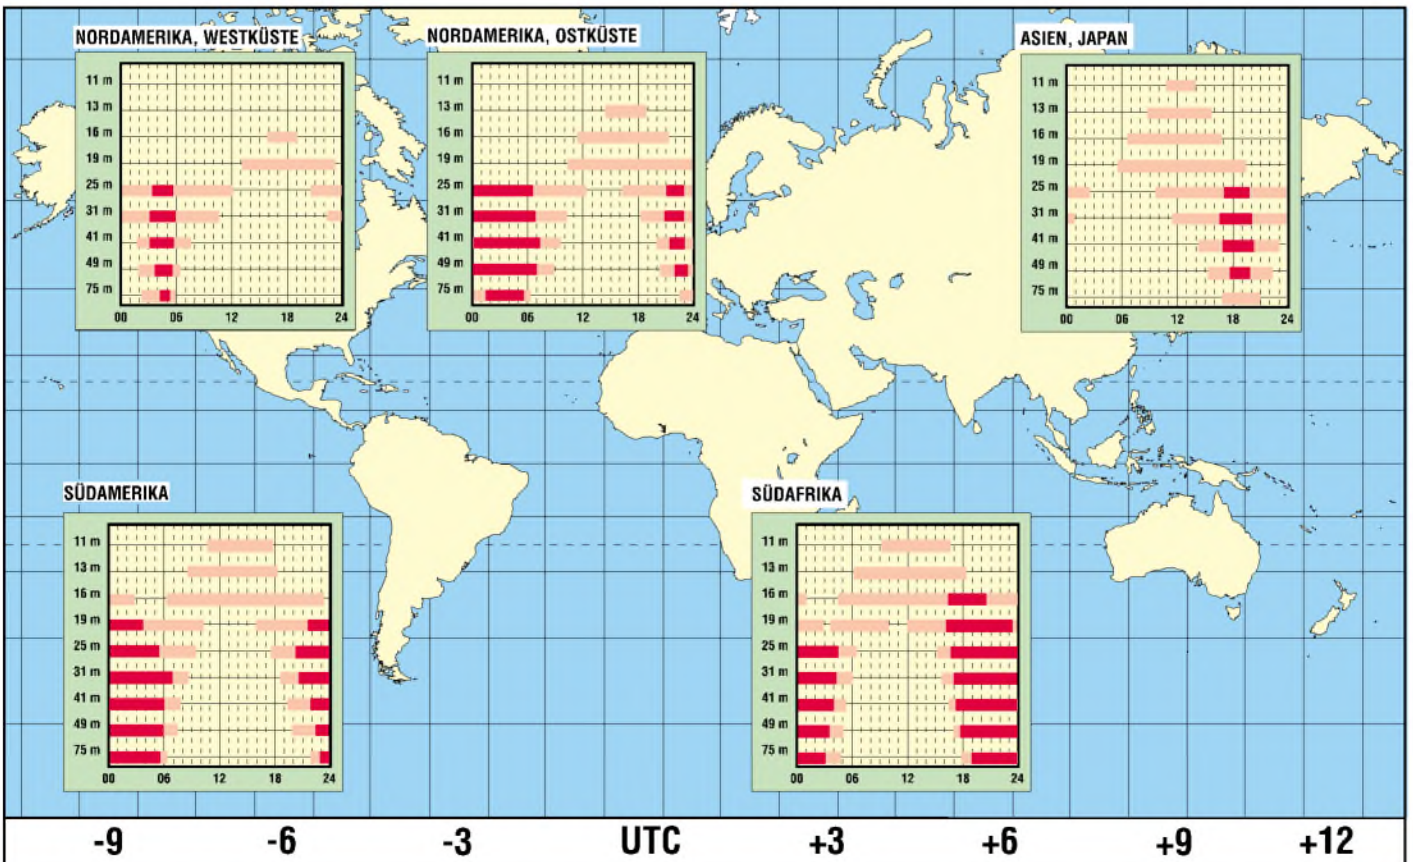 NORDAMERIKA, WESTKÜSTE
11 m
13 m
16 m
19 m
25 m
31 m
41 m
49 m
75 m
00 06 12 18 24
NORDAMERIKA, OSTKÜSTE
11 m
13 m
16 m
19 m
25 m
31 m
41 m
49 m
75 m
00 06 12 18 24
ASIEN, JAPAN
11 m
13 m
16 m
19 m
25 m
31 m
41 m
49 m
75 m
00 06 12 18 24
SÜDAMERIKA
11 m
13 m
16 m
19 m
25 m
31 m
41 m
49 m
75 m
00 06 12 18 24
SÜDAFRIKA
11 m
13 m
16 m
19 m
25 m
31 m
41 m
49 m
75 m
00 06 12 18 24
-9 -6 -3 UTC +3 +6 +9 +12